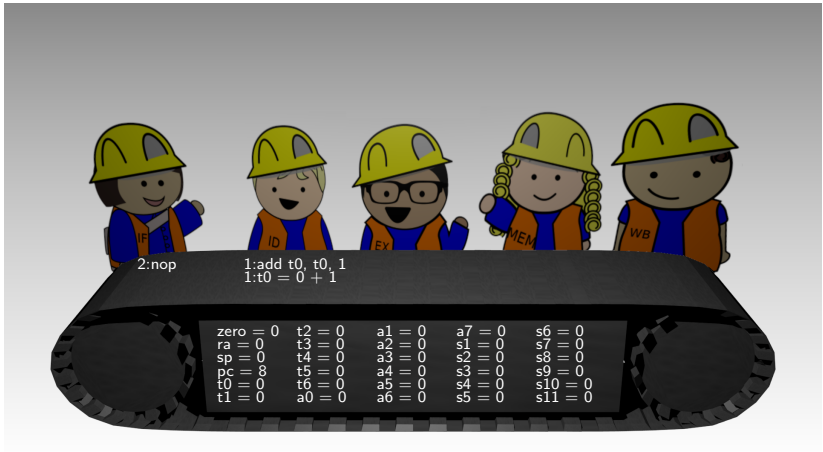 IF
ID
EX
MEM
WB
2:nop
1:add t0, t0, 1
1:t0 = 0 + 1
zero = 0 t2 = 0 a1 = 0 a7 = 0 s6 = 0
ra = 0 t3 = 0 a2 = 0 s1 = 0 s7 = 0
sp = 0 t4 = 0 a3 = 0 s2 = 0 s8 = 0
pc = 8 t5 = 0 a4 = 0 s3 = 0 s9 = 0
t0 = 0 t6 = 0 a5 = 0 s4 = 0 s10 = 0
t1 = 0 a0 = 0 a6 = 0 s5 = 0 s11 = 0